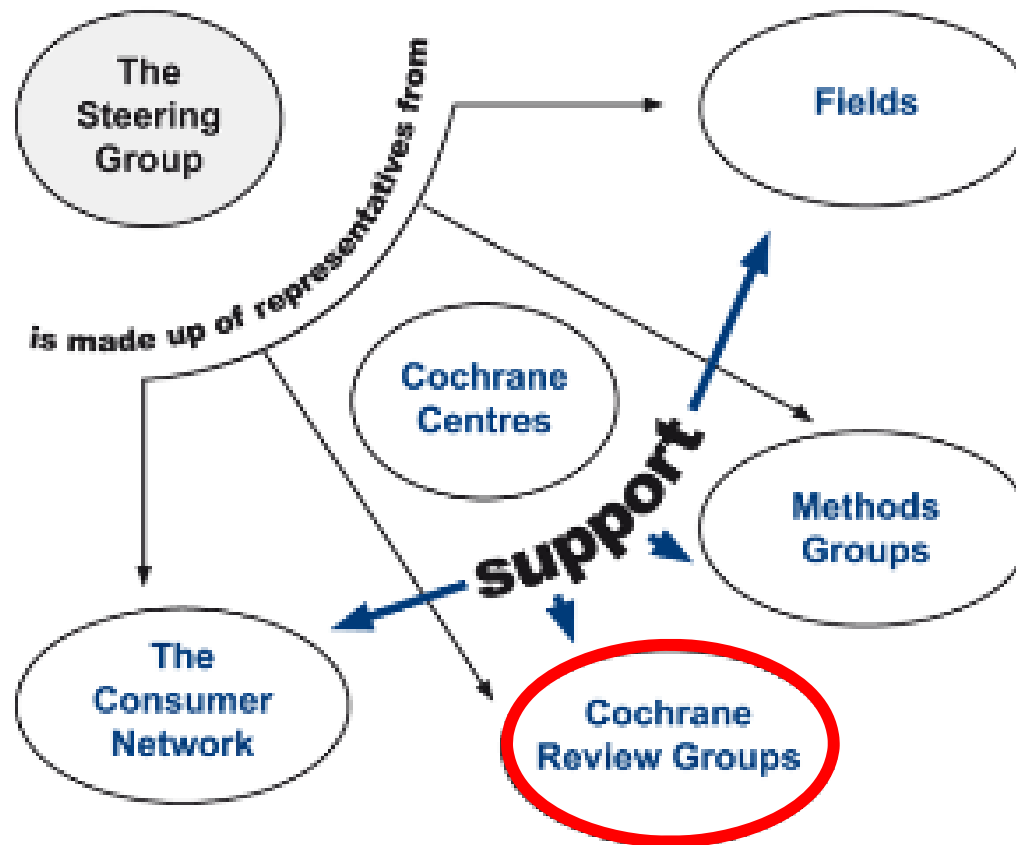 The
Steering
Group
is made up of representatives from
Fields
Cochrane
Centres
support
Methods
Groups
The
Consumer
Network
Cochrane
Review Groups